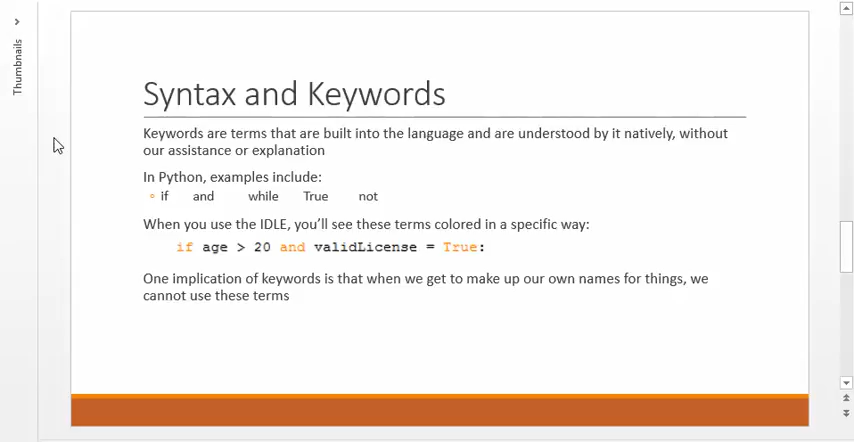 Thumbnails
Syntax and Keywords
Keywords are terms that are built into the language and are understood by it natively, without
our assistance or explanation
In Python, examples include:
if and while True not
When you use the IDLE, you'll see these terms colored in a specific way:
if age > 20 and validLicense = True:
One implication of keywords is that when we get to make up our own names for things, we
cannot use these terms